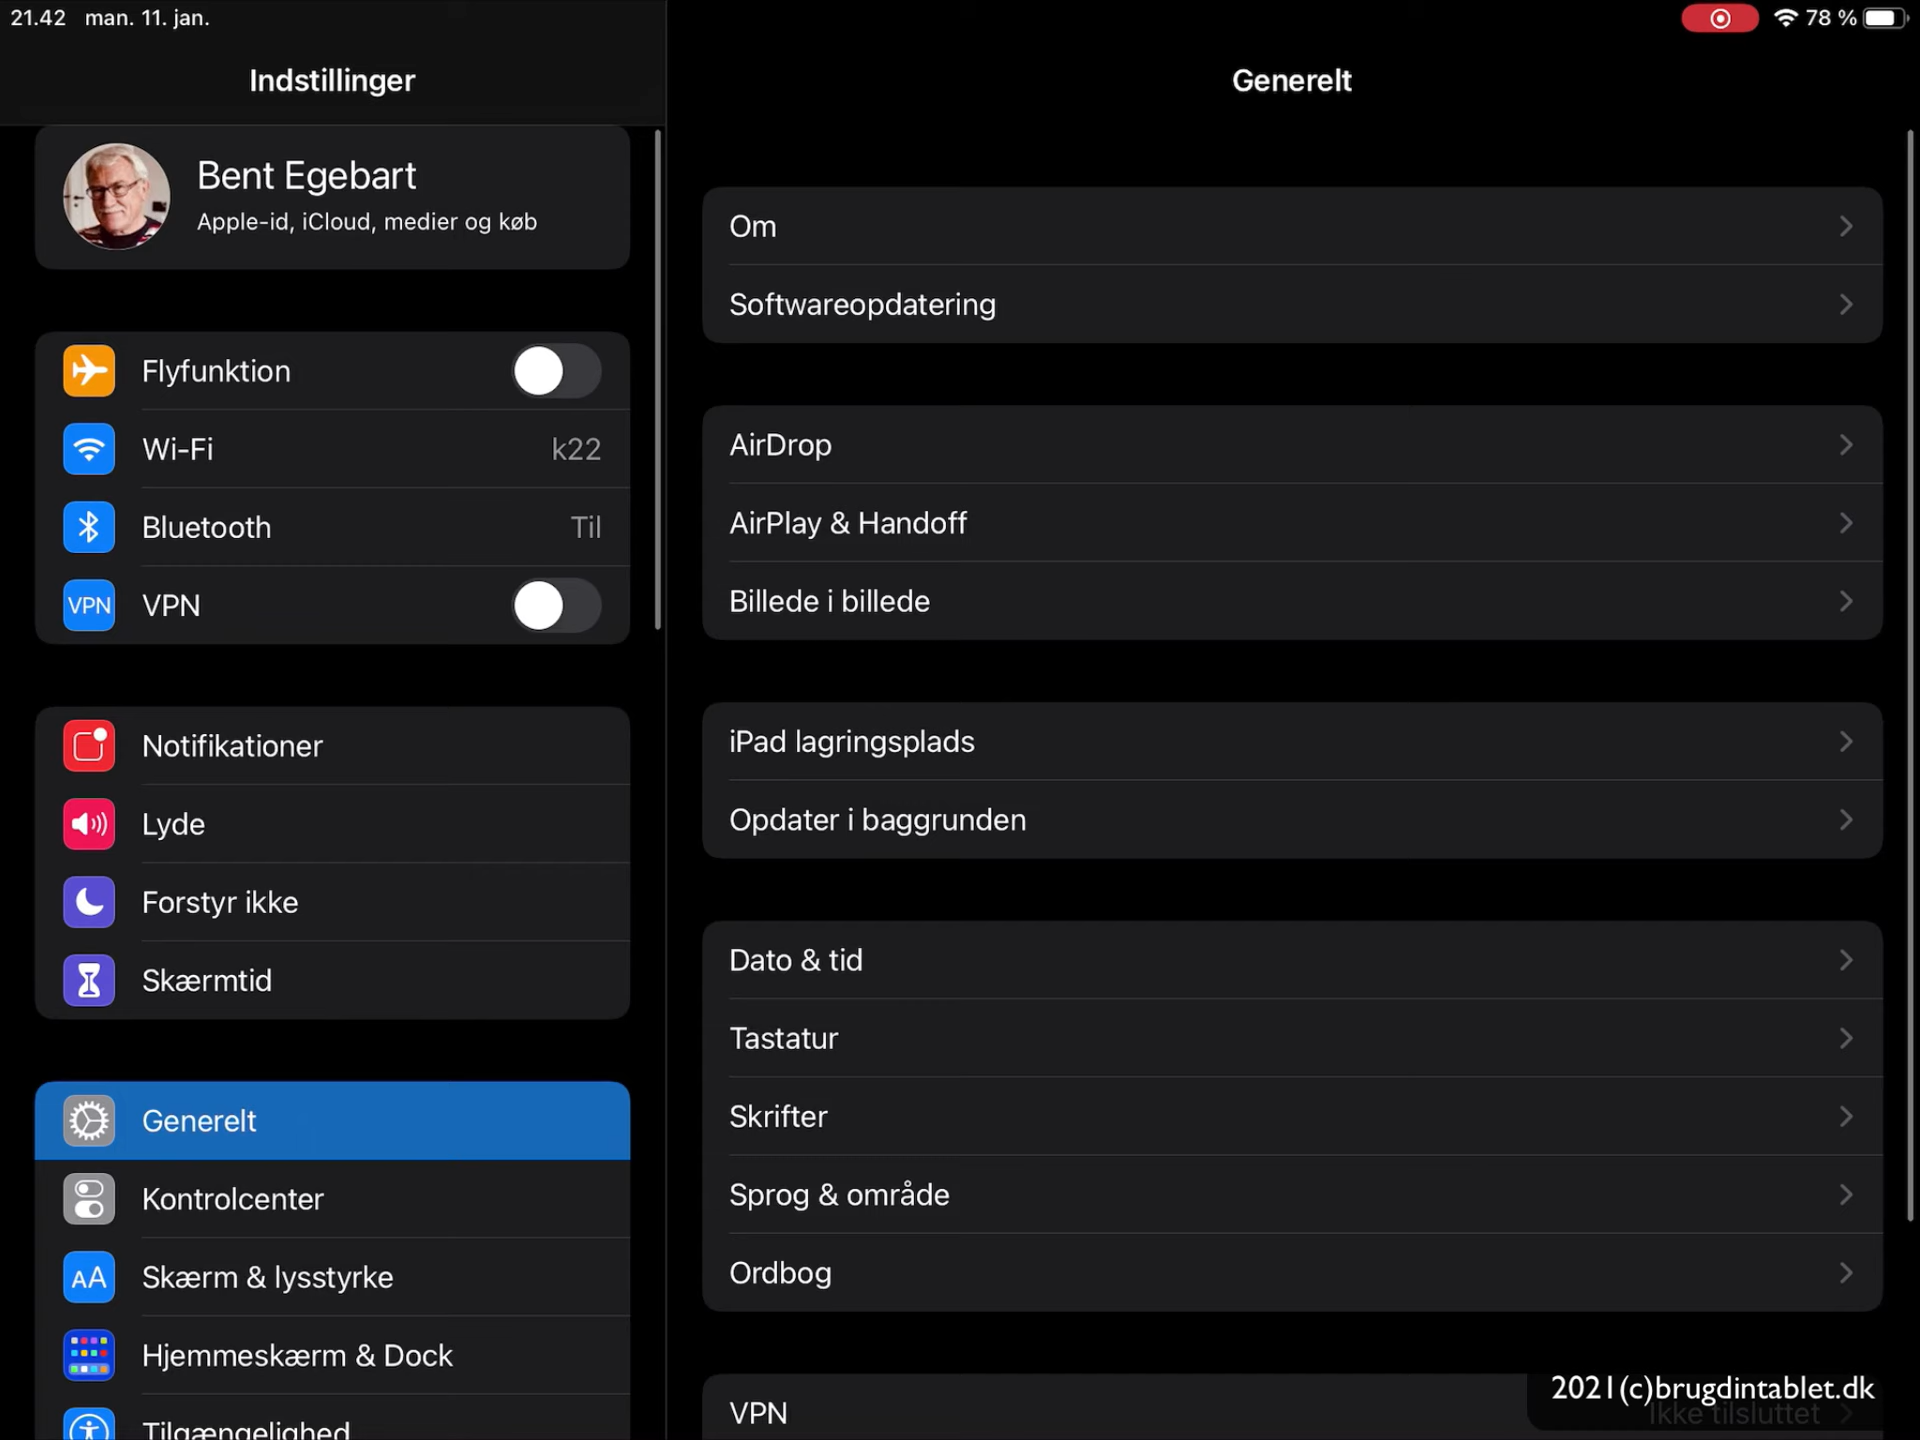 21.42 man. 11. jan.
78 %
Indstillinger
Bent Egebart
Apple-id, iCloud, medier og køb
Flyfunktion
Wi-Fi k22
Bluetooth Til
VPN VPN
Notifikationer
Lyde
Forstyr ikke
Skærmtid
Generelt
Kontrolcenter
AA Skærm & lysstyrke
Hjemmeskærm & Dock
Tilgængelighed
Generelt
Om
Softwareopdatering
AirDrop
AirPlay & Handoff
Billede i billede
iPad lagringsplads
Opdater i baggrunden
Dato & tid
Tastatur
Skrifter
Sprog & område
Ordbog
VPN Ikke tilsluttet
2021(c)brugdintablet.dk